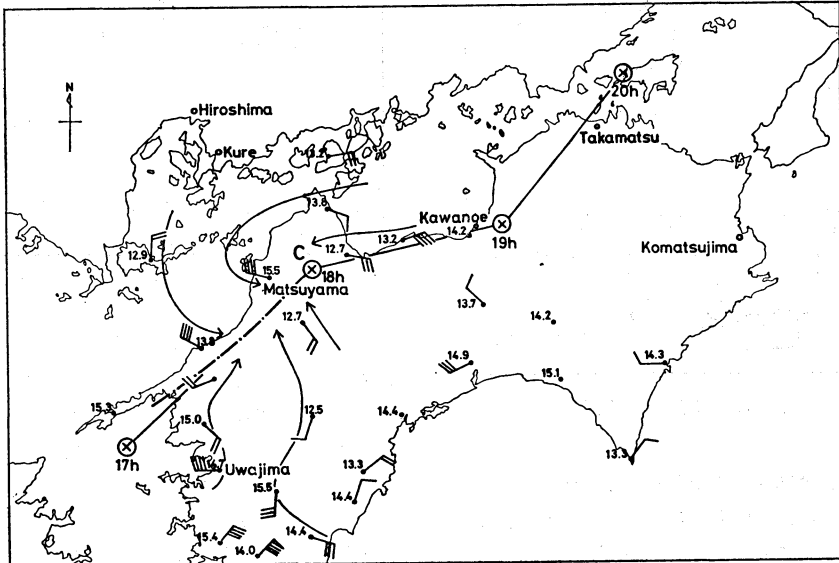 N
Hiroshima
Kure
13.2
20h
Takamatsu
13.8
Kawanoe
13.2
14.2
19h
Komatsujima
12.9
12.7
C
18h
15.5
Matsuyama
13.7
12.7
14.2
13.8
14.9
14.3
15.1
15.3
15.0
12.5
14.4
17h
13.3
Uwajima
13.3
15.5
14.4
15.4
14.4
14.0